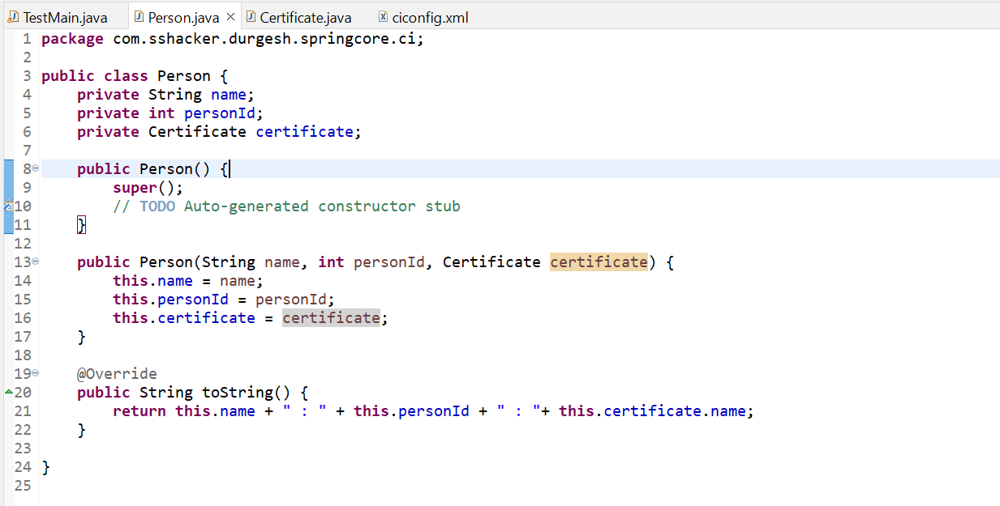 TestMain.java Person.java Certificate.java ciconfig.xml
1 package com.sshacker.durgesh.springcore.ci;
2
3 public class Person {
4     private String name;
5     private int personId;
6     private Certificate certificate;
7
8     public Person() {
9         super();
10         // TODO Auto-generated constructor stub
11     }
12
13     public Person(String name, int personId, Certificate certificate) {
14         this.name = name;
15         this.personId = personId;
16         this.certificate = certificate;
17     }
18
19     @Override
20     public String toString() {
21         return this.name + " : " + this.personId + " : "+ this.certificate.name;
22     }
23
24 }
25